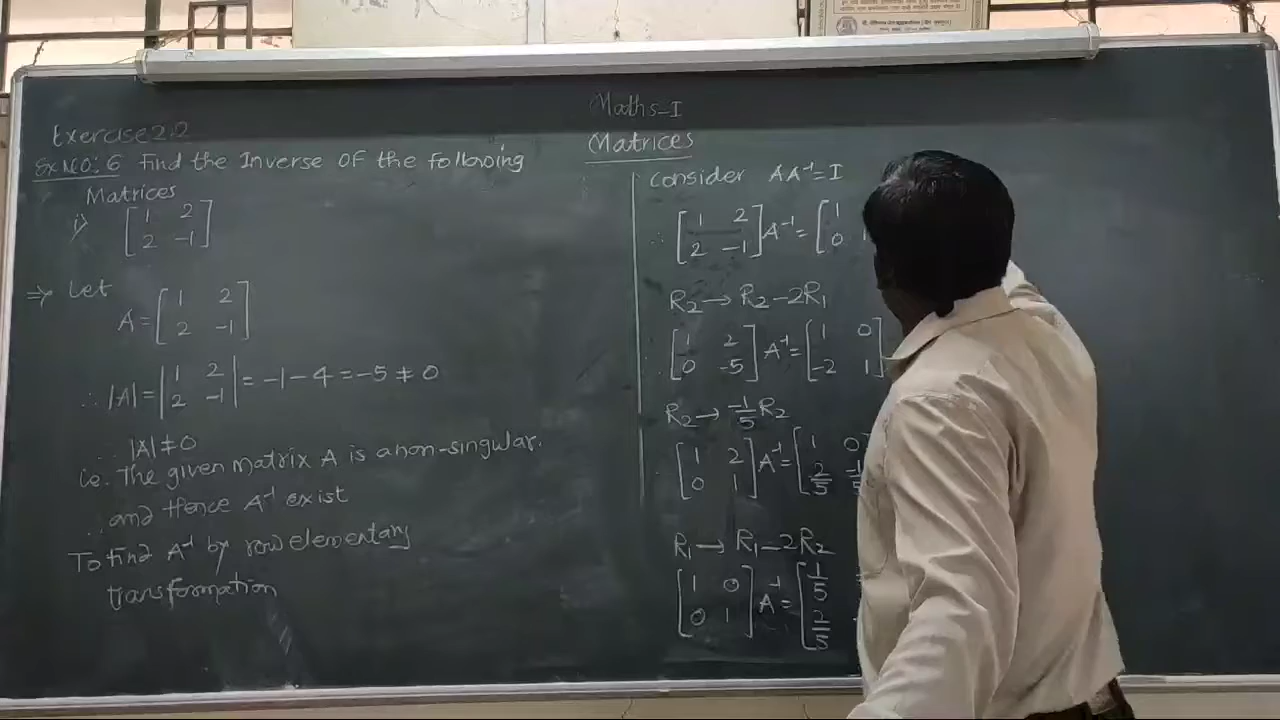 Maths-I
Matrices
Exercise 2.2
Ex NO: 6 Find the Inverse OF the following
Matrices
i) [1 2
2 -1]
⇒ Let
A = [1 2
2 -1]
∴ |A| = |1 2
2 -1| = -1-4 = -5 ≠ 0
∴ |A| ≠ 0
i.e. The given matrix A is a non-singular.
∴ and Hence A⁻¹ exist
To find A⁻¹ by row elementary
transformation
Consider AA⁻¹ = I
∴ [1 2
2 -1] A⁻¹ = [1
0 1
R₂ → R₂ - 2R₁
∴ [1 2
0 -5] A⁻¹ = [1 0
-2 1]
R₂ → -1/5 R₂
∴ [1 2
0 1] A⁻¹ = [1 0
2/5 -1/5
R₁ → R₁ - 2R₂
[1 0
0 1] A⁻¹ = [1/5
2/5